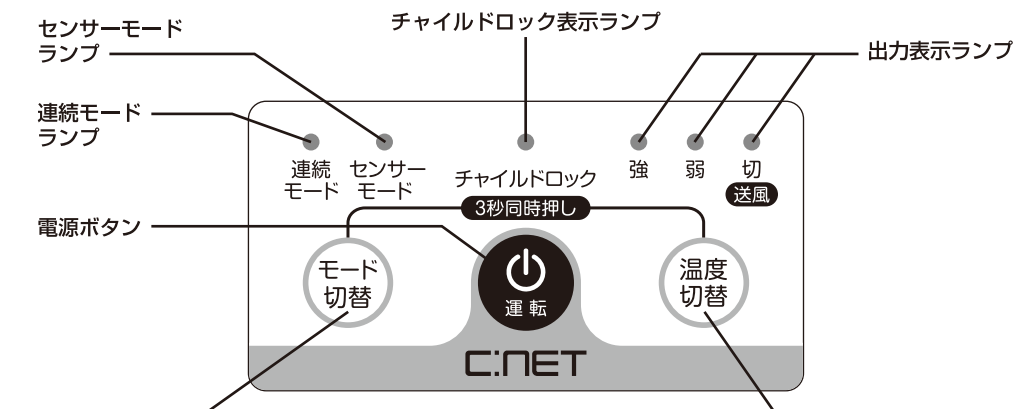 センサーモード
ランプ
チャイルドロック表示ランプ
出力表示ランプ
連続モード
ランプ
連続
モード
センサー
モード
チャイルドロック
3秒同時押し
強
弱
切
送風
電源ボタン
モード
切替
運転
温度
切替
C:NET